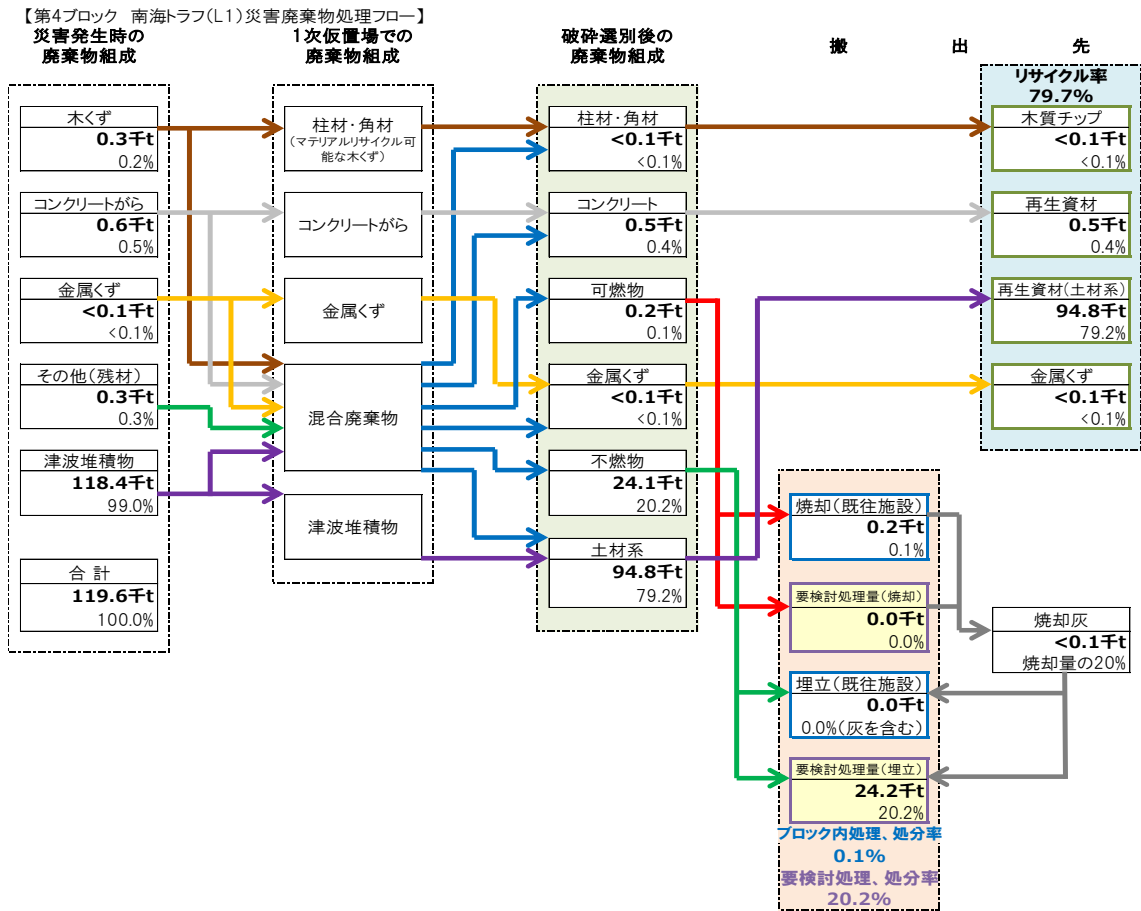 【第4ブロック 南海トラフ(L1)災害廃棄物処理フロー】
災害発生時の
廃棄物組成
1次仮置場での
廃棄物組成
破砕選別後の
廃棄物組成
搬 出 先
木くず
0.3千t
0.2%
コンクリートがら
0.6千t
0.5%
金属くず
<0.1千t
<0.1%
その他(残材)
0.3千t
0.3%
津波堆積物
118.4千t
99.0%
合 計
119.6千t
100.0%
柱材・角材
(マテリアルリサイクル可
能な木くず)
コンクリートがら
金属くず
混合廃棄物
津波堆積物
柱材・角材
<0.1千t
<0.1%
コンクリート
0.5千t
0.4%
可燃物
0.2千t
0.1%
金属くず
<0.1千t
<0.1%
不燃物
24.1千t
20.2%
土材系
94.8千t
79.2%
焼却(既往施設)
0.2千t
0.1%
要検討処理量(焼却)
0.0千t
0.0%
埋立(既往施設)
0.0千t
0.0%(灰を含む)
要検討処理量(埋立)
24.2千t
20.2%
ブロック内処理、処分率
0.1%
要検討処理、処分率
20.2%
リサイクル率
79.7%
木質チップ
<0.1千t
<0.1%
再生資材
0.5千t
0.4%
再生資材(土材系)
94.8千t
79.2%
金属くず
<0.1千t
<0.1%
焼却灰
<0.1千t
焼却量の20%